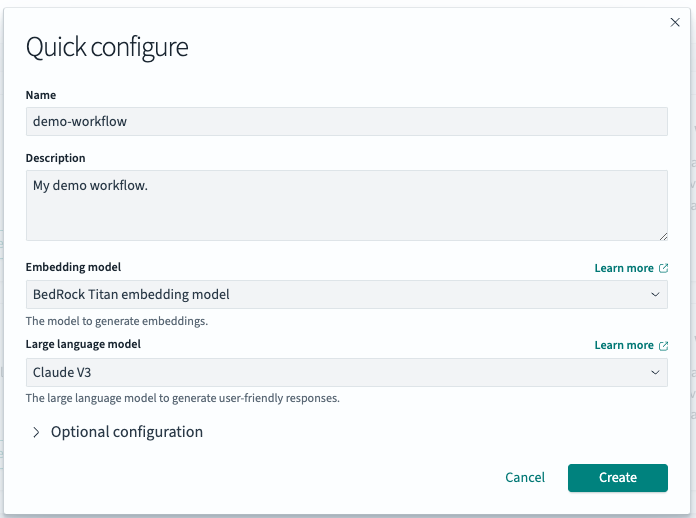 Quick configure
Name
demo-workflow
Description
My demo workflow.
Embedding model
Learn more
BedRock Titan embedding model
The model to generate embeddings.
Large language model
Learn more
Claude V3
The large language model to generate user-friendly responses.
Optional configuration
Cancel
Create